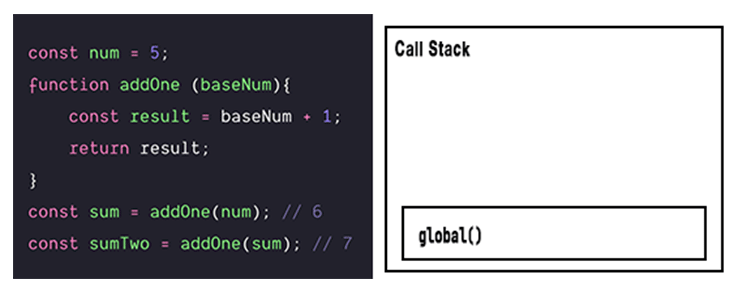 const num = 5;
function addOne (baseNum){
    const result = baseNum + 1;
    return result;
}
const sum = addOne(num); // 6
const sumTwo = addOne(sum); // 7
Call Stack
global()